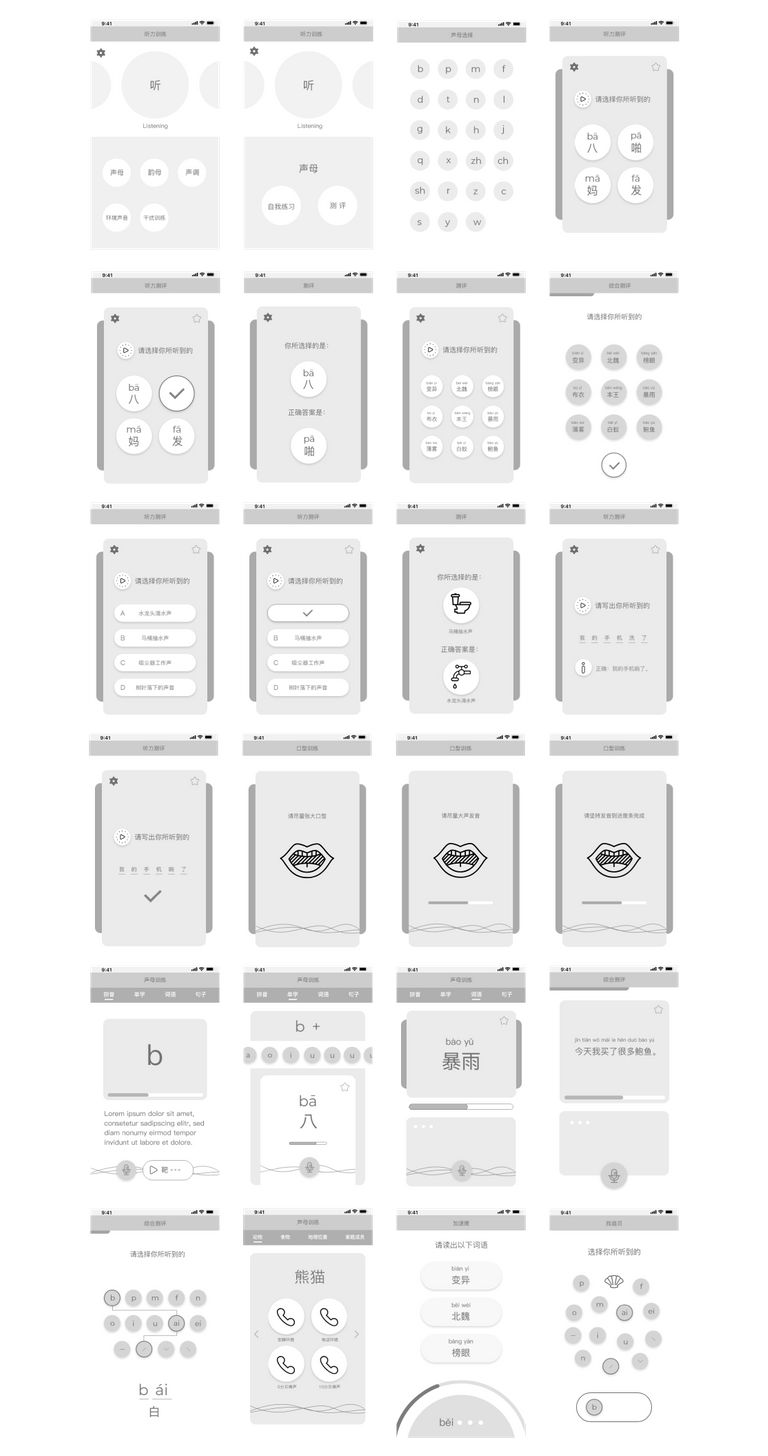 9:41
听力训练
听
Listening
声母 韵母 声调
环境声音 干扰训练
9:41
听力训练
听
Listening
声母
自我练习 测 评
9:41
声母选择
b p m f
d t n l
g k h j
q x zh ch
sh r z c
s y w
9:41
听力测评
请选择你所听到的
bā pā
八 啪
mā fā
妈 发
9:41
听力测评
请选择你所听到的
bā
八
mā fā
妈 发
9:41
测评
你所选择的是:
bā
八
正确答案是:
pā
啪
9:41
测评
请选择你所听到的
变异 北魏 榜眼
布衣 本王 暴雨
薄雾 白蚁 鲍鱼
9:41
综合测评
请选择你所听到的
变异 北魏 榜眼
布衣 本王 暴雨
薄雾 白蚁 鲍鱼
9:41
听力测评
请选择你所听到的
A 水龙头滴水声
B 马桶抽水声
C 吸尘器工作声
D 树叶落下的声音
9:41
听力测评
请选择你所听到的
B 马桶抽水声
C 吸尘器工作声
D 树叶落下的声音
9:41
测评
你所选择的是:
马桶抽水声
正确答案是:
水龙头滴水声
9:41
听力测评
请写出你所听到的
我 的 手 机 洗 了
正确: 我的手机响了。
9:41
听力测评
请写出你所听到的
我 的 手 机 响 了
9:41
口型训练
请尽量张大口型
9:41
口型训练
请尽量大声发音
9:41
口型训练
请坚持发音到进度条完成
9:41
声母训练
拼音 单字 词语 句子
b
Lorem ipsum dolor sit amet,
consetetur sadipscing elitr, sed
diam nonumy eirmod tempor
invidunt ut labore et dolore.
9:41
声母训练
拼音 单字 词语 句子
b +
a o i u u u u
bā
八
9:41
声母训练
拼音 单字 词语 句子
bào yǔ
暴雨
9:41
综合测评
jīn tiān wǒ mǎi le hěn duō bào yú
今天我买了很多鲍鱼。
9:41
综合测评
请选择你所听到的
b p m f n
o i u ai ei
b ái
白
9:41
声母训练
动物 食物
熊猫
9:41
请读出以下词语
biàn yì
变异
běi wèi
北魏
bǎng yǎn
榜眼
běi
9:41
选择你所听到的
p f
o m ai ei
i u
n
b